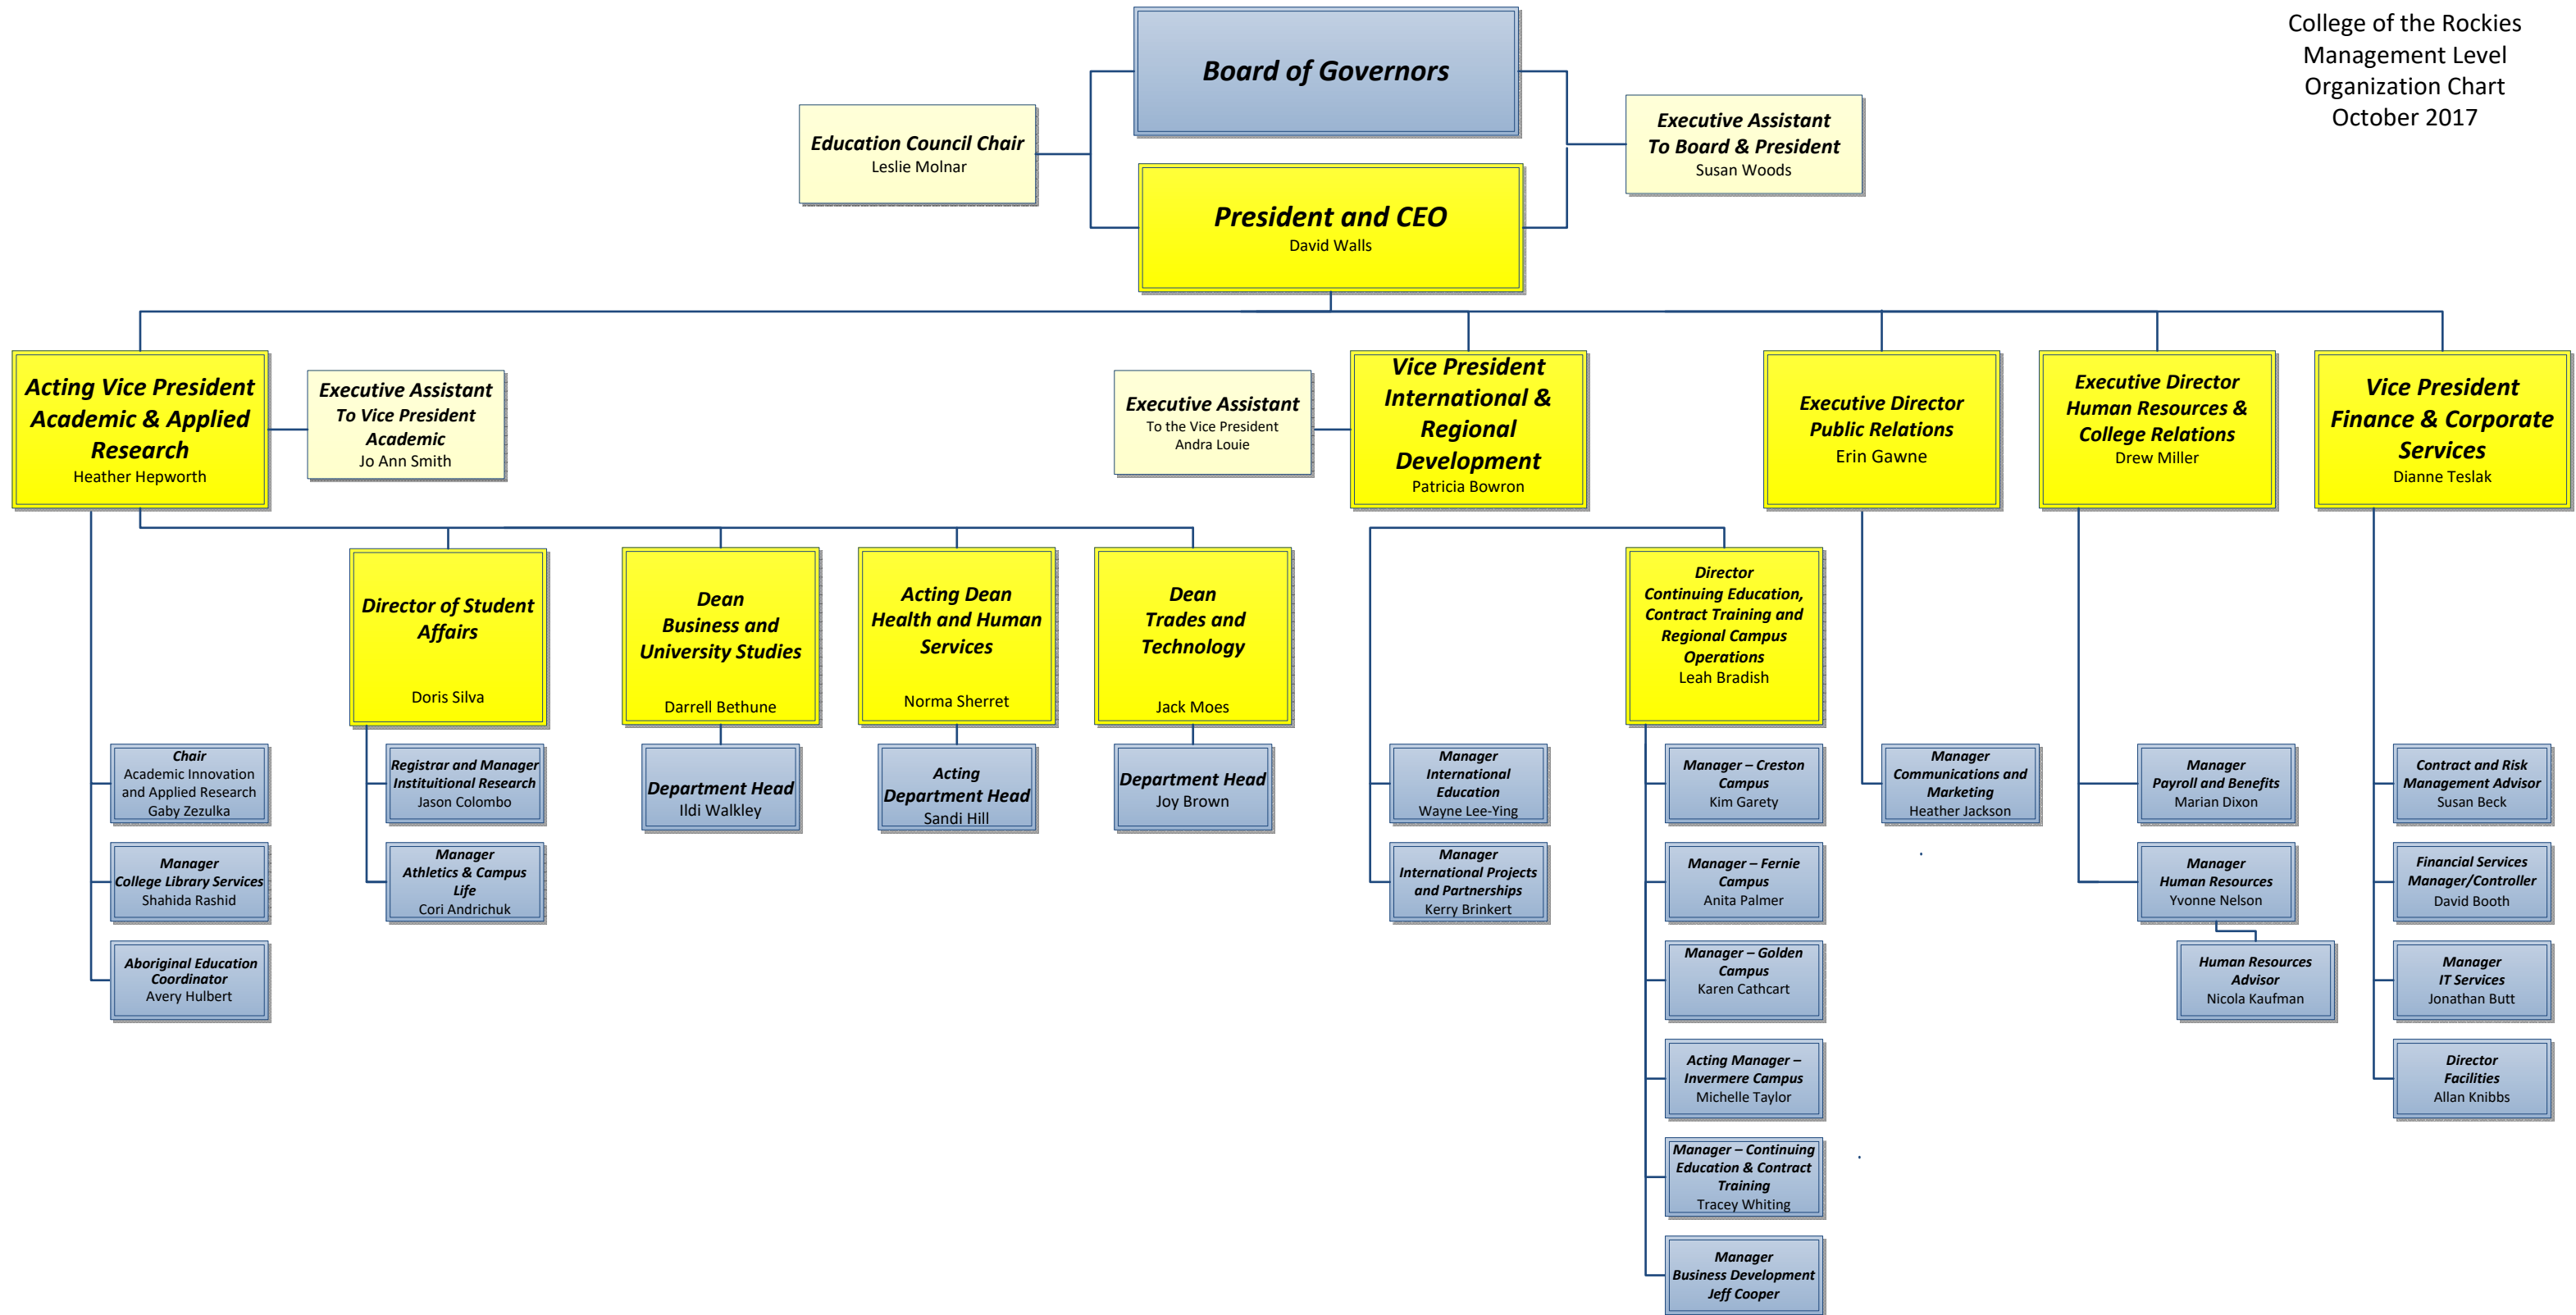 College of the Rockies
Management Level
Organization Chart
October 2017
Board of Governors
Education Council Chair
Leslie Molnar
Executive Assistant
To Board & President
Susan Woods
President and CEO
David Walls
Acting Vice President
Academic & Applied
Research
Heather Hepworth
Executive Assistant
To Vice President
Academic
Jo Ann Smith
Executive Assistant
To the Vice President
Andra Louie
Vice President
International &
Regional
Development
Patricia Bowron
Executive Director
Public Relations
Erin Gawne
Executive Director
Human Resources &
College Relations
Drew Miller
Vice President
Finance & Corporate
Services
Dianne Teslak
Director of Student
Affairs
Doris Silva
Dean
Business and
University Studies
Darrell Bethune
Acting Dean
Health and Human
Services
Norma Sherret
Dean
Trades and
Technology
Jack Moes
Director
Continuing Education,
Contract Training and
Regional Campus
Operations
Leah Bradish
Chair
Academic Innovation
and Applied Research
Gaby Zezulka
Manager
College Library Services
Shahida Rashid
Aboriginal Education
Coordinator
Avery Hulbert
Registrar and Manager
Instituitional Research
Jason Colombo
Manager
Athletics & Campus
Life
Cori Andrichuk
Department Head
Ildi Walkley
Acting
Department Head
Sandi Hill
Department Head
Joy Brown
Manager
International
Education
Wayne Lee-Ying
Manager
International Projects
and Partnerships
Kerry Brinkert
Manager – Creston
Campus
Kim Garety
Manager – Fernie
Campus
Anita Palmer
Manager – Golden
Campus
Karen Cathcart
Acting Manager –
Invermere Campus
Michelle Taylor
Manager – Continuing
Education & Contract
Training
Tracey Whiting
Manager
Business Development
Jeff Cooper
Manager
Communications and
Marketing
Heather Jackson
Manager
Payroll and Benefits
Marian Dixon
Manager
Human Resources
Yvonne Nelson
Human Resources
Advisor
Nicola Kaufman
Contract and Risk
Management Advisor
Susan Beck
Financial Services
Manager/Controller
David Booth
Manager
IT Services
Jonathan Butt
Director
Facilities
Allan Knibbs